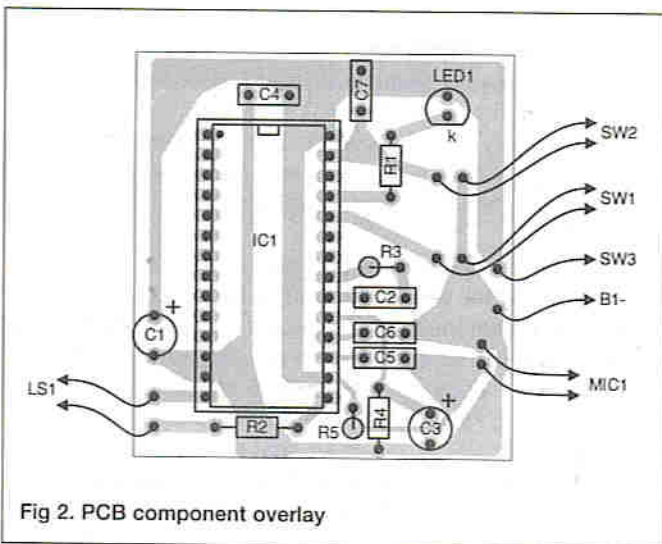 LED1
C7
C4
k
SW2
R1
SW1
IC1
R3
SW3
C2
B1-
+
C1
C6
C5
MIC1
LS1
+
R2
R5
R4
C3
Fig 2. PCB component overlay